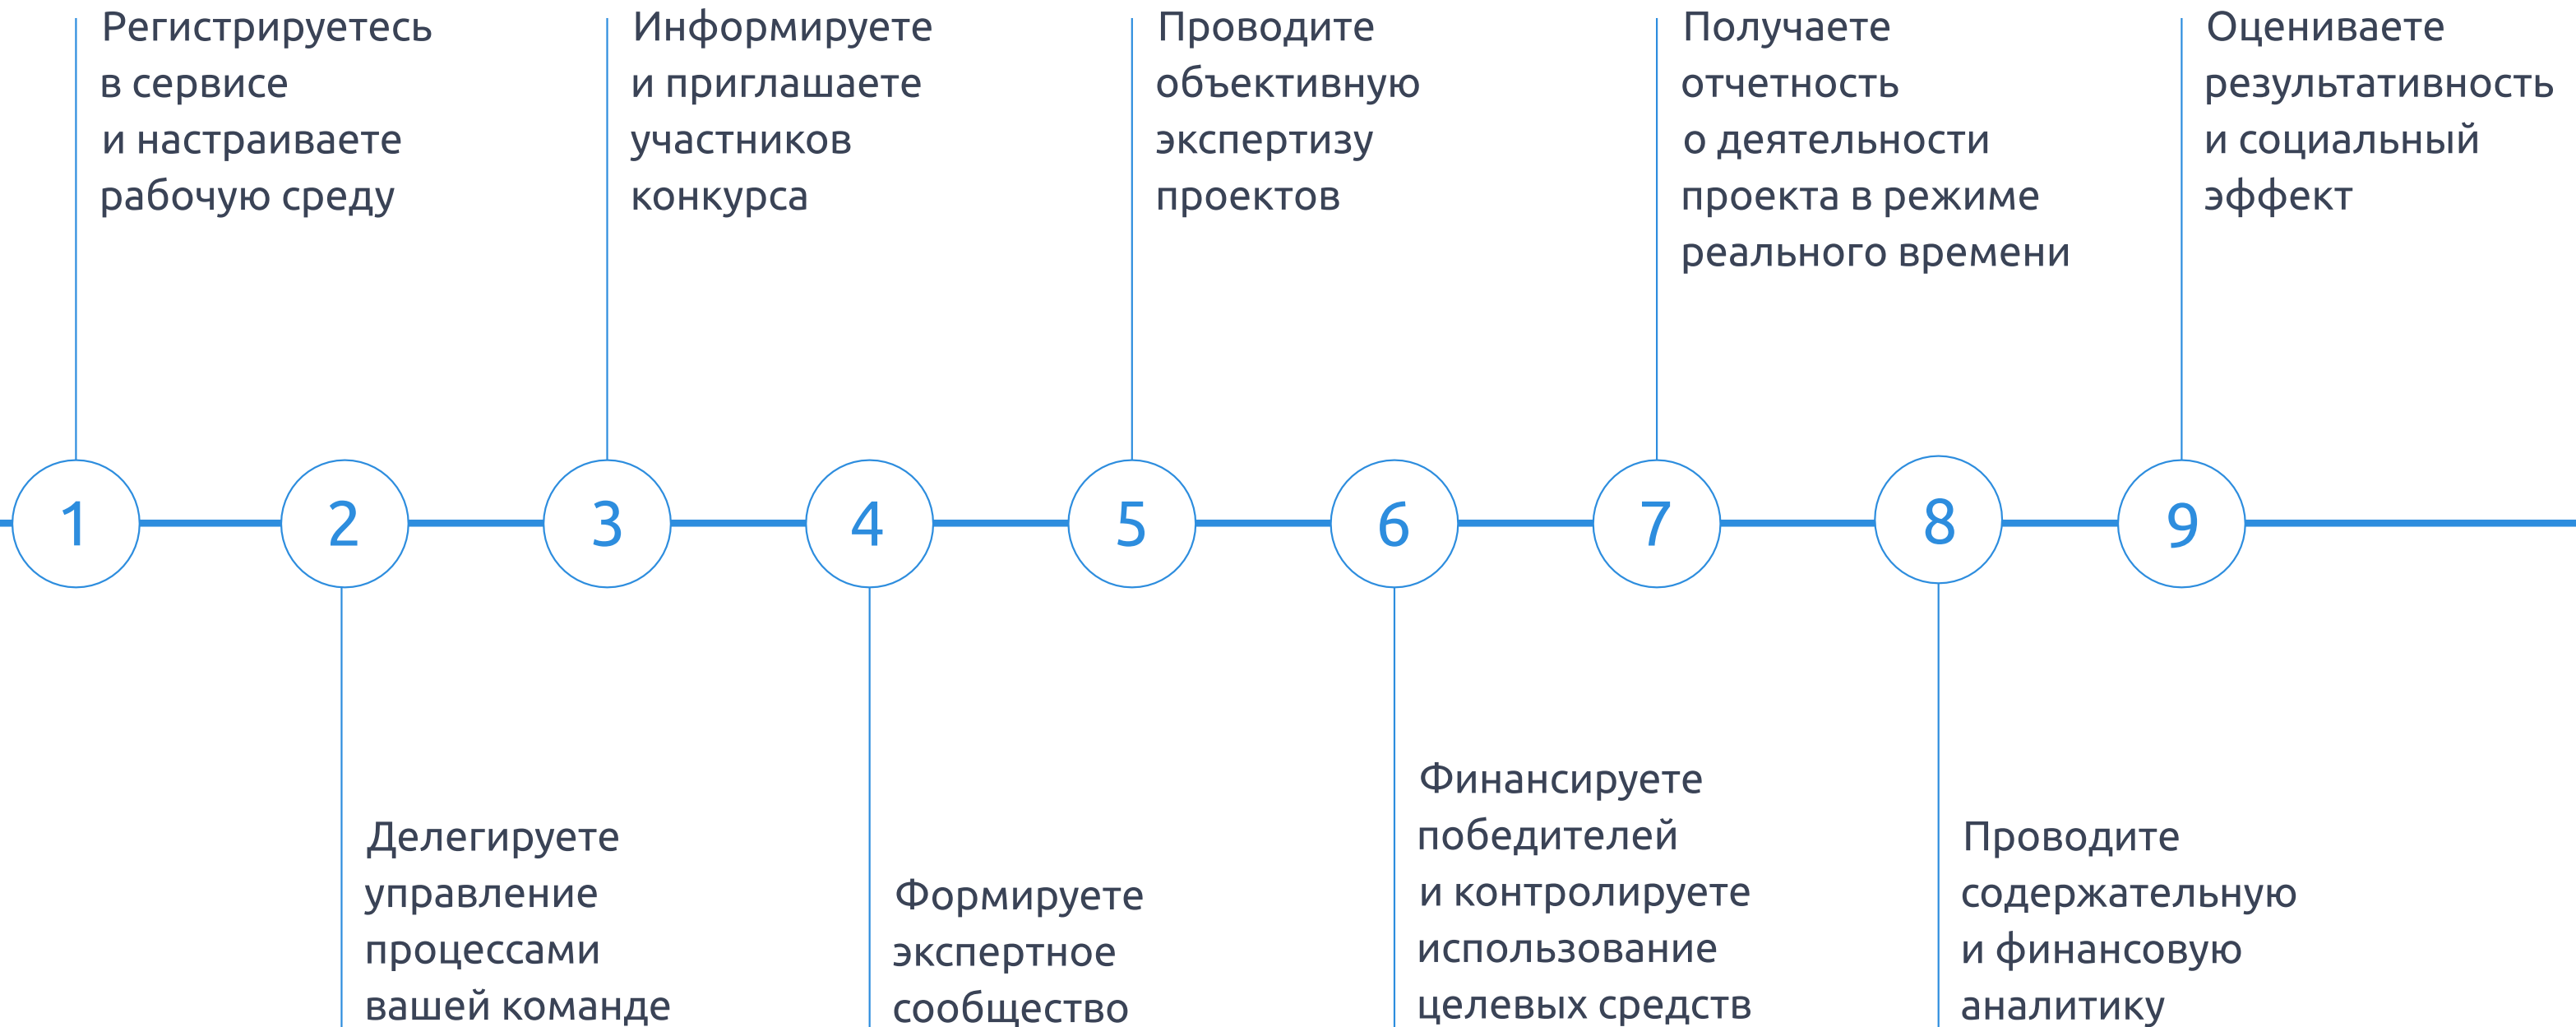 Регистрируетесь
в сервисе
и настраиваете
рабочую среду
Информируете
и приглашаете
участников
конкурса
Проводите
объективную
экспертизу
проектов
Получаете
отчетность
о деятельности
проекта в режиме
реального времени
Оцениваете
результативность
и социальный
эффект
1
2
3
4
5
6
7
8
9
Делегируете
управление
процессами
вашей команде
Формируете
экспертное
сообщество
Финансируете
победителей
и контролируете
использование
целевых средств
Проводите
содержательную
и финансовую
аналитику